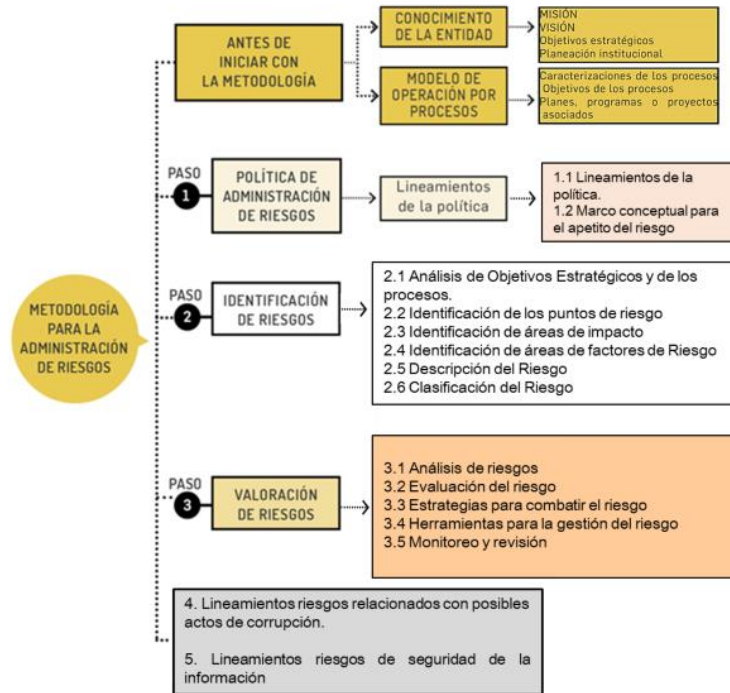 ANTES DE
INICIAR CON
LA METODOLOGÍA
CONOCIMIENTO
DE LA ENTIDAD
MISIÓN
VISIÓN
Objetivos estratégicos
Planeación institucional
MODELO DE
OPERACIÓN POR
PROCESOS
Caracterizaciones de los procesos
Objetivos de los procesos
Planes, programas o proyectos
asociados
PASO
1
POLÍTICA DE
ADMINISTRACIÓN
DE RIESGOS
Lineamientos
de la política
1.1 Lineamientos de la
política.
1.2 Marco conceptual para
el apetito del riesgo
METODOLOGÍA
PARA LA
ADMINISTRACIÓN
DE RIESGOS
PASO
2
IDENTIFICACIÓN
DE RIESGOS
2.1 Análisis de Objetivos Estratégicos y de los
procesos.
2.2 Identificación de los puntos de riesgo
2.3 Identificación de áreas de impacto
2.4 Identificación de áreas de factores de Riesgo
2.5 Descripción del Riesgo
2.6 Clasificación del Riesgo
PASO
3
VALORACIÓN
DE RIESGOS
3.1 Análisis de riesgos
3.2 Evaluación del riesgo
3.3 Estrategias para combatir el riesgo
3.4 Herramientas para la gestión del riesgo
3.5 Monitoreo y revisión
4. Lineamientos riesgos relacionados con posibles
actos de corrupción.
5. Lineamientos riesgos de seguridad de la
información